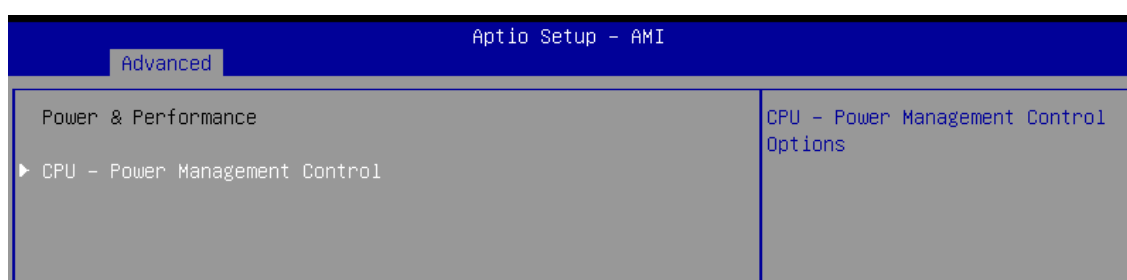 Aptio Setup – AMI
Advanced
Power & Performance
CPU – Power Management Control
CPU – Power Management Control
Options